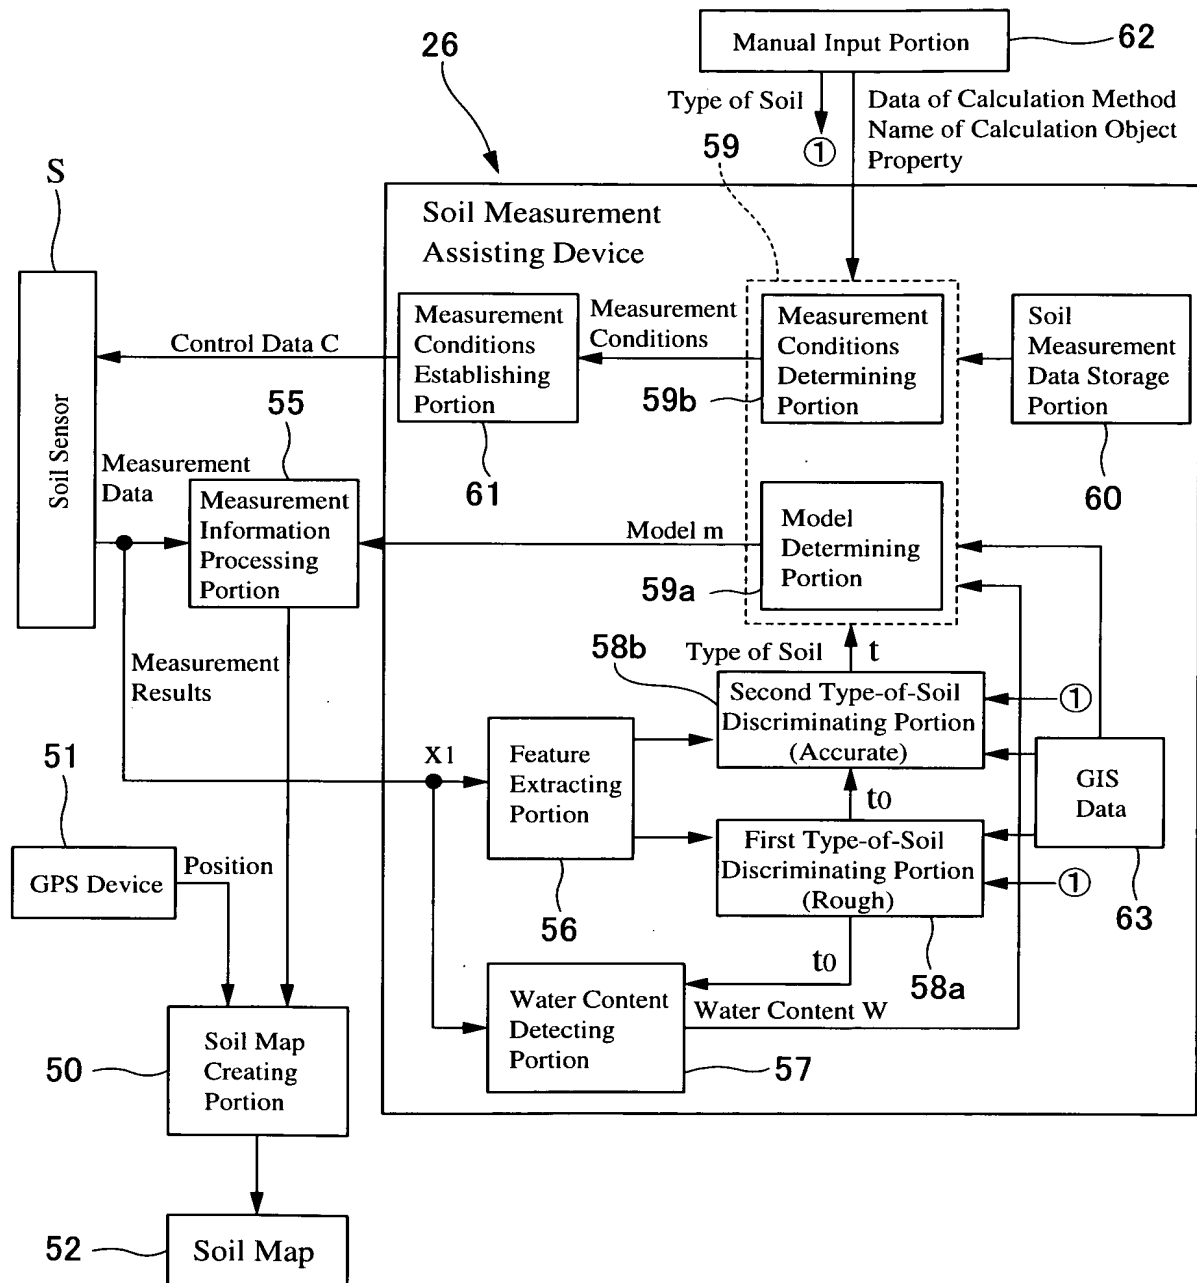 Manual Input Portion
62
26
Type of Soil
①
Data of Calculation Method
Name of Calculation Object
Property
59
S
Soil Measurement
Assisting Device
Soil Sensor
Control Data C
Measurement
Conditions
Establishing
Portion
61
Measurement
Conditions
Measurement
Conditions
Determining
Portion
59b
Soil
Measurement
Data Storage
Portion
60
55
Measurement
Data
Measurement
Information
Processing
Portion
Model m
Model
Determining
Portion
59a
Measurement
Results
58b
Type of Soil
t
Second Type-of-Soil
Discriminating Portion
(Accurate)
①
X1
Feature
Extracting
Portion
56
t0
GIS
Data
63
First Type-of-Soil
Discriminating Portion
(Rough)
①
58a
51
GPS Device
Position
t0
Water Content
Detecting
Portion
57
Water Content W
50
Soil Map
Creating
Portion
52
Soil Map